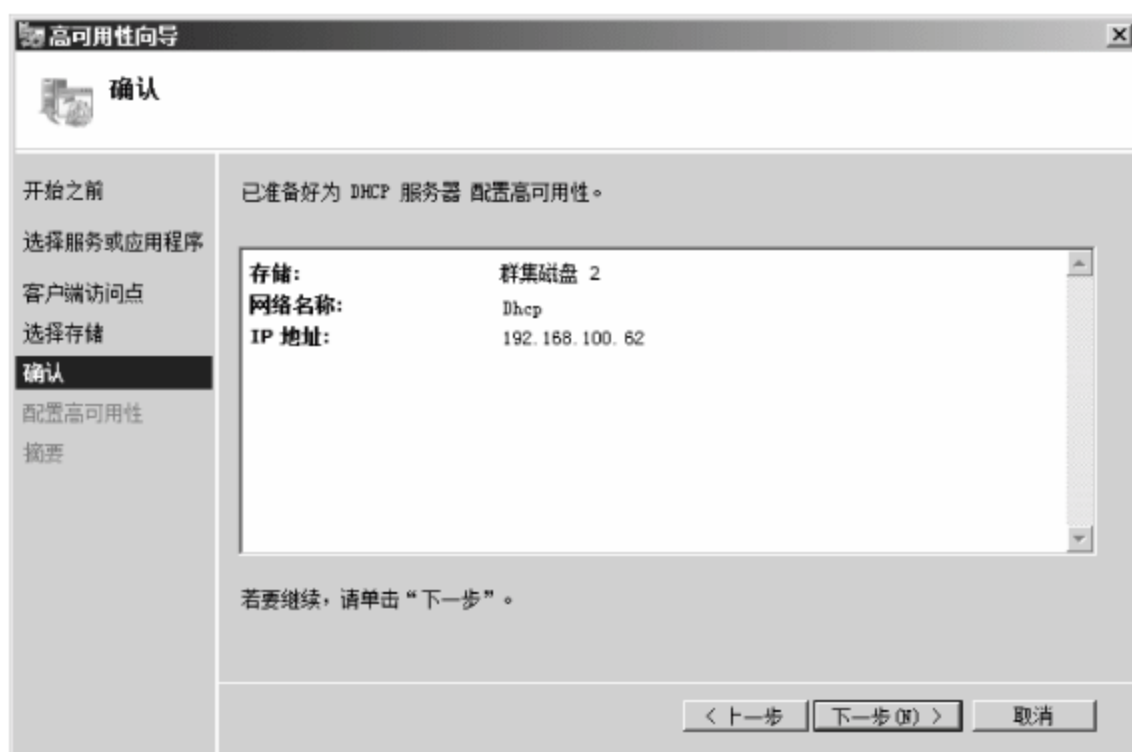 高可用性向导
确认
开始之前
选择服务或应用程序
客户端访问点
选择存储
确认
配置高可用性
摘要
已准备好为 DHCP 服务器 配置高可用性。
存储: 群集磁盘 2
网络名称: Dhcp
IP 地址: 192.168.100.62
若要继续，请单击“下一步”。
< 上一步 下一步(N) > 取消